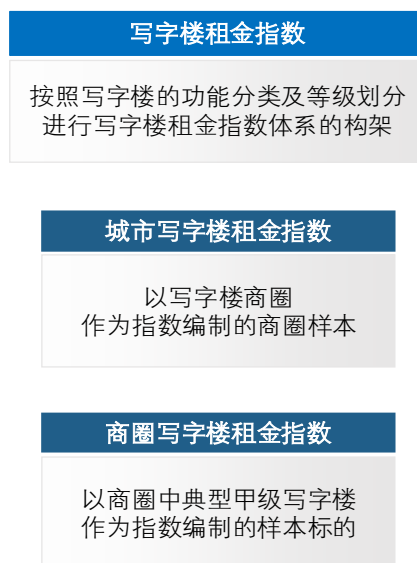 写字楼租金指数
按照写字楼的功能分类及等级划分
进行写字楼租金指数体系的构架
城市写字楼租金指数
以写字楼商圈
作为指数编制的商圈样本
商圈写字楼租金指数
以商圈中典型甲级写字楼
作为指数编制的样本标的